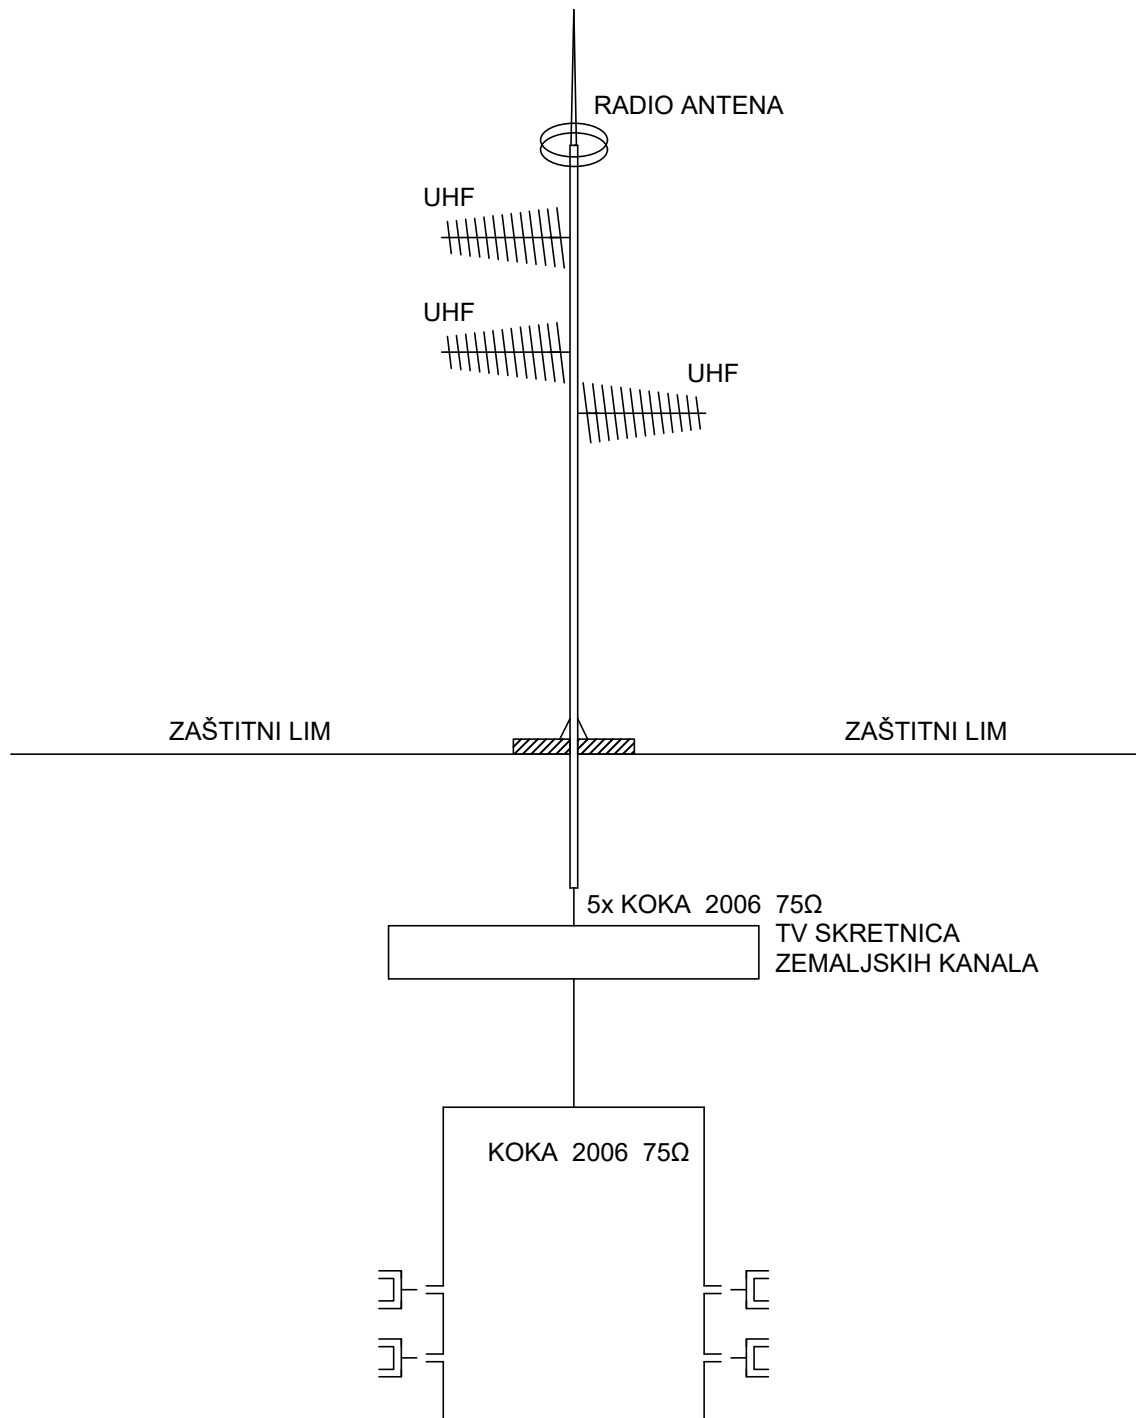 RADIO ANTENA
UHF
UHF
UHF
ZAŠTITNI LIM
ZAŠTITNI LIM
5x KOKA 2006 75Ω
TV SKRETNICA
ZEMALJSKIH KANALA
KOKA 2006 75Ω